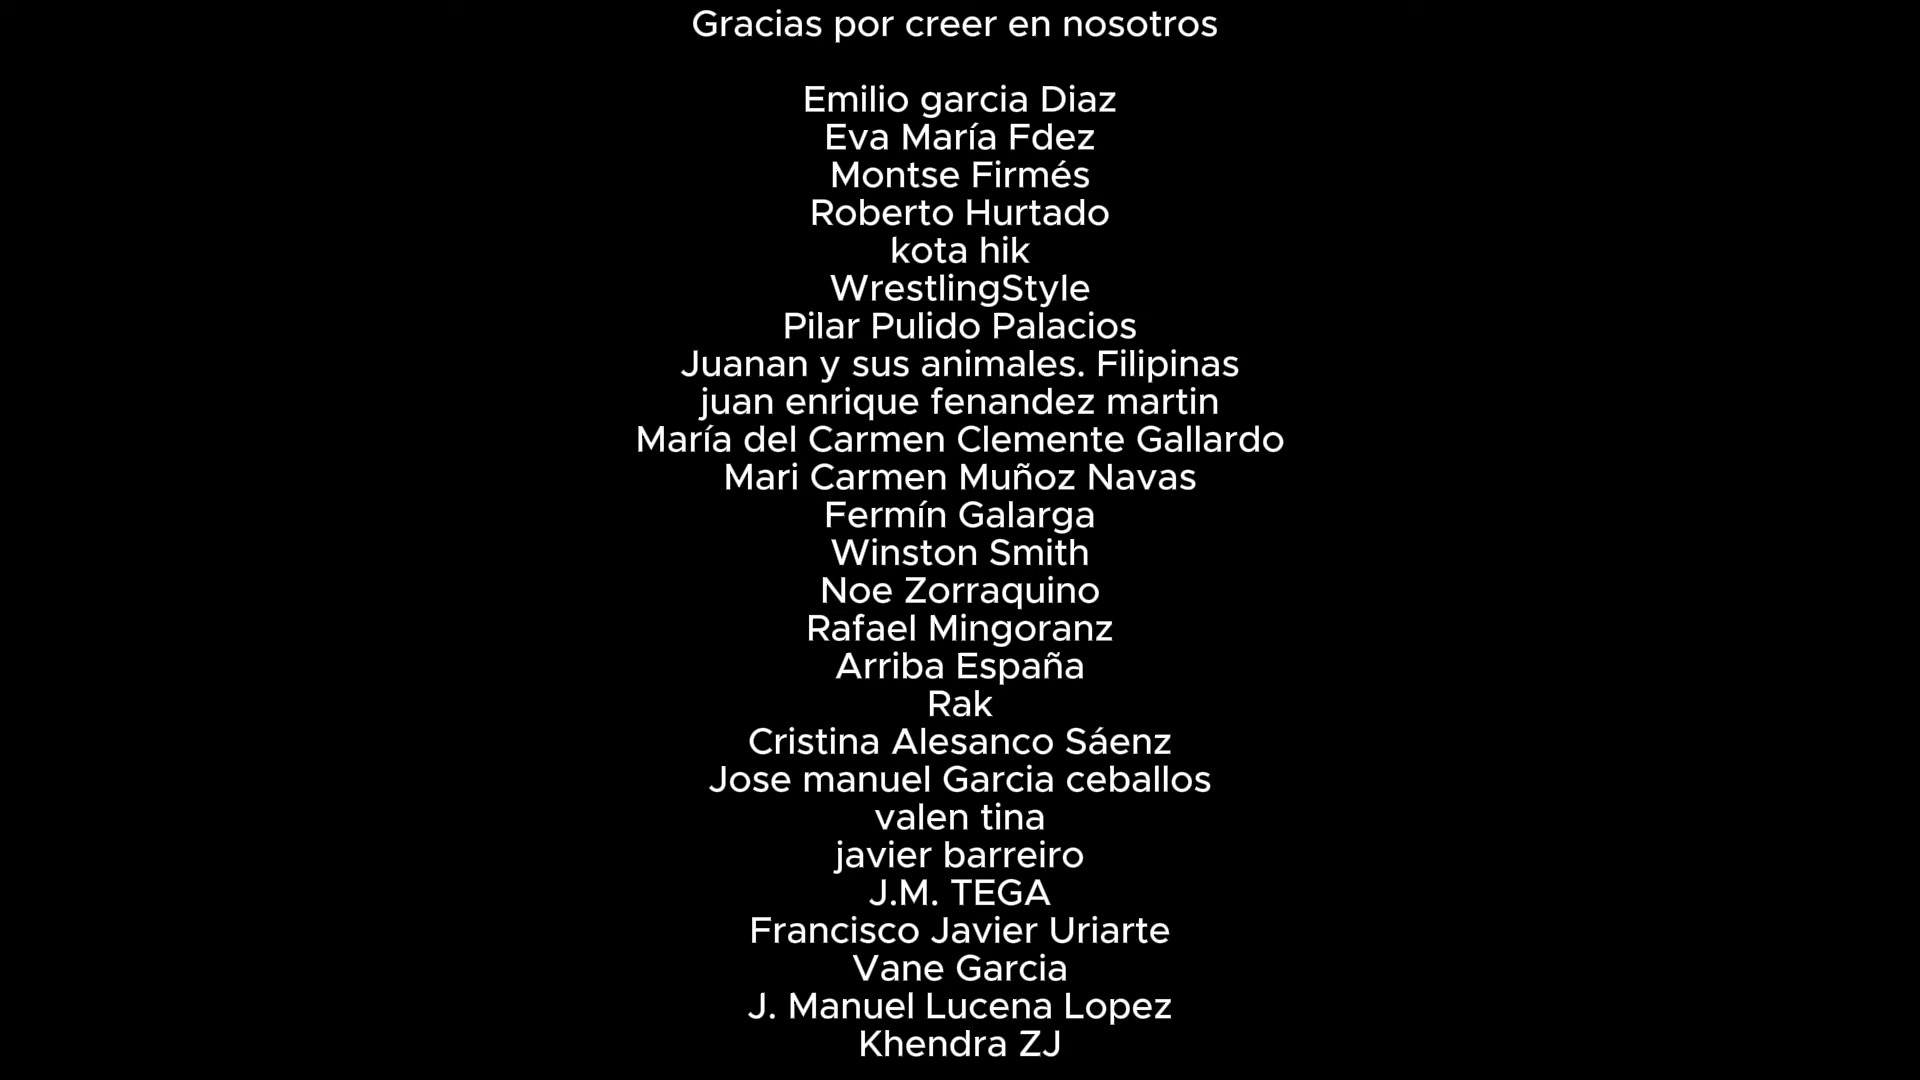 Gracias por creer en nosotros
Emilio garcia Diaz
Eva María Fdez
Montse Firmés
Roberto Hurtado
kota hik
WrestlingStyle
Pilar Pulido Palacios
Juanan y sus animales. Filipinas
juan enrique fenandez martin
María del Carmen Clemente Gallardo
Mari Carmen Muñoz Navas
Fermín Galarga
Winston Smith
Noe Zorraquino
Rafael Mingoranz
Arriba España
Rak
Cristina Alesanco Sáenz
Jose manuel Garcia ceballos
valen tina
javier barreiro
J.M. TEGA
Francisco Javier Uriarte
Vane Garcia
J. Manuel Lucena Lopez
Khendra ZJ